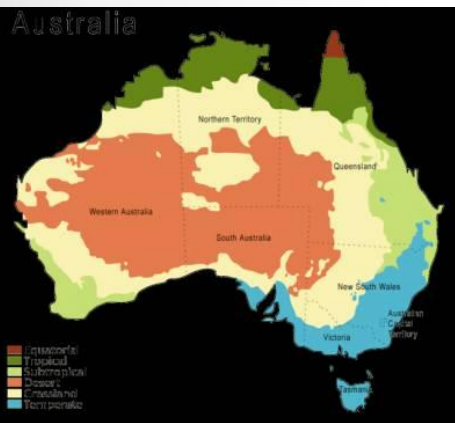 Australia
Northern Territory
Queensland
Western Australia
South Australia
New South Wales
Australian
Capital
Territory
Victoria
Tasmania
Equatorial
Tropical
Subtropical
Desert
Grassland
Temperate